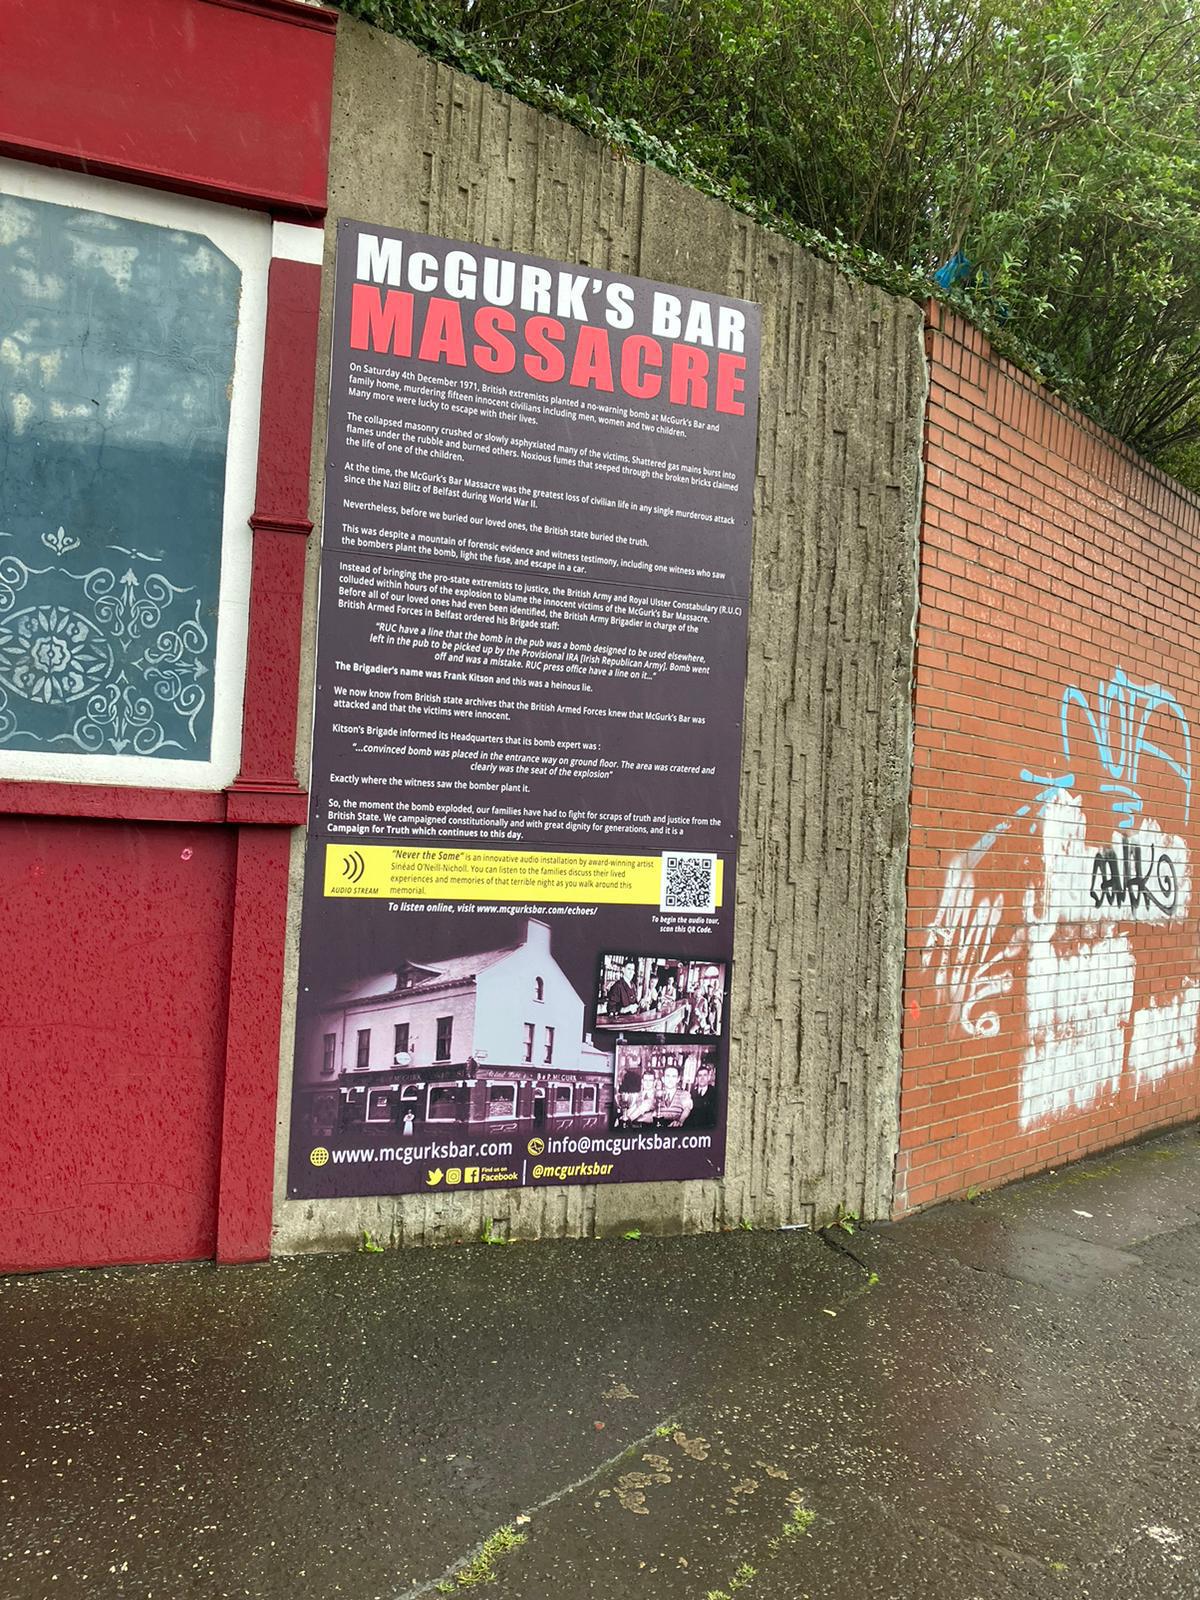 McGURK'S BAR
MASSACRE
On Saturday 4th December 1971, British extremists planted a no-warning bomb at McGurk's Bar and
family home, murdering fifteen innocent civilians including men, women and two children.
Many more were lucky to escape with their lives.
The collapsed masonry crushed or slowly asphyxiated many of the victims. Shattered gas mains burst into
flames under the rubble and burned others. Noxious fumes that seeped through the broken bricks claimed
the life of one of the children.
At the time, the McGurk's Bar Massacre was the greatest loss of civilian life in any single murderous attack
since the Nazi Blitz of Belfast during World War II.
Nevertheless, before we buried our loved ones, the British state buried the truth.
This was despite a mountain of forensic evidence and witness testimony, including one witness who saw
the bombers plant the bomb, light the fuse, and escape in a car.
Instead of bringing the pro-state extremists to justice, the British Army and Royal Ulster Constabulary (R.U.C)
colluded within hours of the explosion to blame the innocent victims of the McGurk's Bar Massacre.
Before all of our loved ones had even been identified, the British Army Brigadier in charge of the
British Armed Forces in Belfast ordered his Brigade staff:
"RUC have a line that the bomb in the pub was a bomb designed to be used elsewhere,
left in the pub to be picked up by the Provisional IRA [Irish Republican Army]. Bomb went
off and was a mistake. RUC press office have a line on it..."
The Brigadier's name was Frank Kitson and this was a heinous lie.
We now know from British state archives that the British Armed Forces knew that McGurk's Bar was
attacked and that the victims were innocent.
Kitson's Brigade informed its Headquarters that its bomb expert was :
"...convinced bomb was placed in the entrance way on ground floor. The area was cratered and
clearly was the seat of the explosion"
Exactly where the witness saw the bomber plant it.
So, the moment the bomb exploded, our families have had to fight for scraps of truth and justice from the
British State. We campaigned constitutionally and with great dignity for generations, and it is a
Campaign for Truth which continues to this day.
AUDIO STREAM
"Never the Same" is an innovative audio installation by award-winning artist
Sinéad O'Neill-Nicholl. You can listen to the families discuss their lived
experiences and memories of that terrible night as you walk around this
memorial.
To listen online, visit www.mcgurksbar.com/echoes/
To begin the audio tour,
scan this QR Code.
www.mcgurksbar.com
info@mcgurksbar.com
Find us on
Facebook
@mcgurksbar